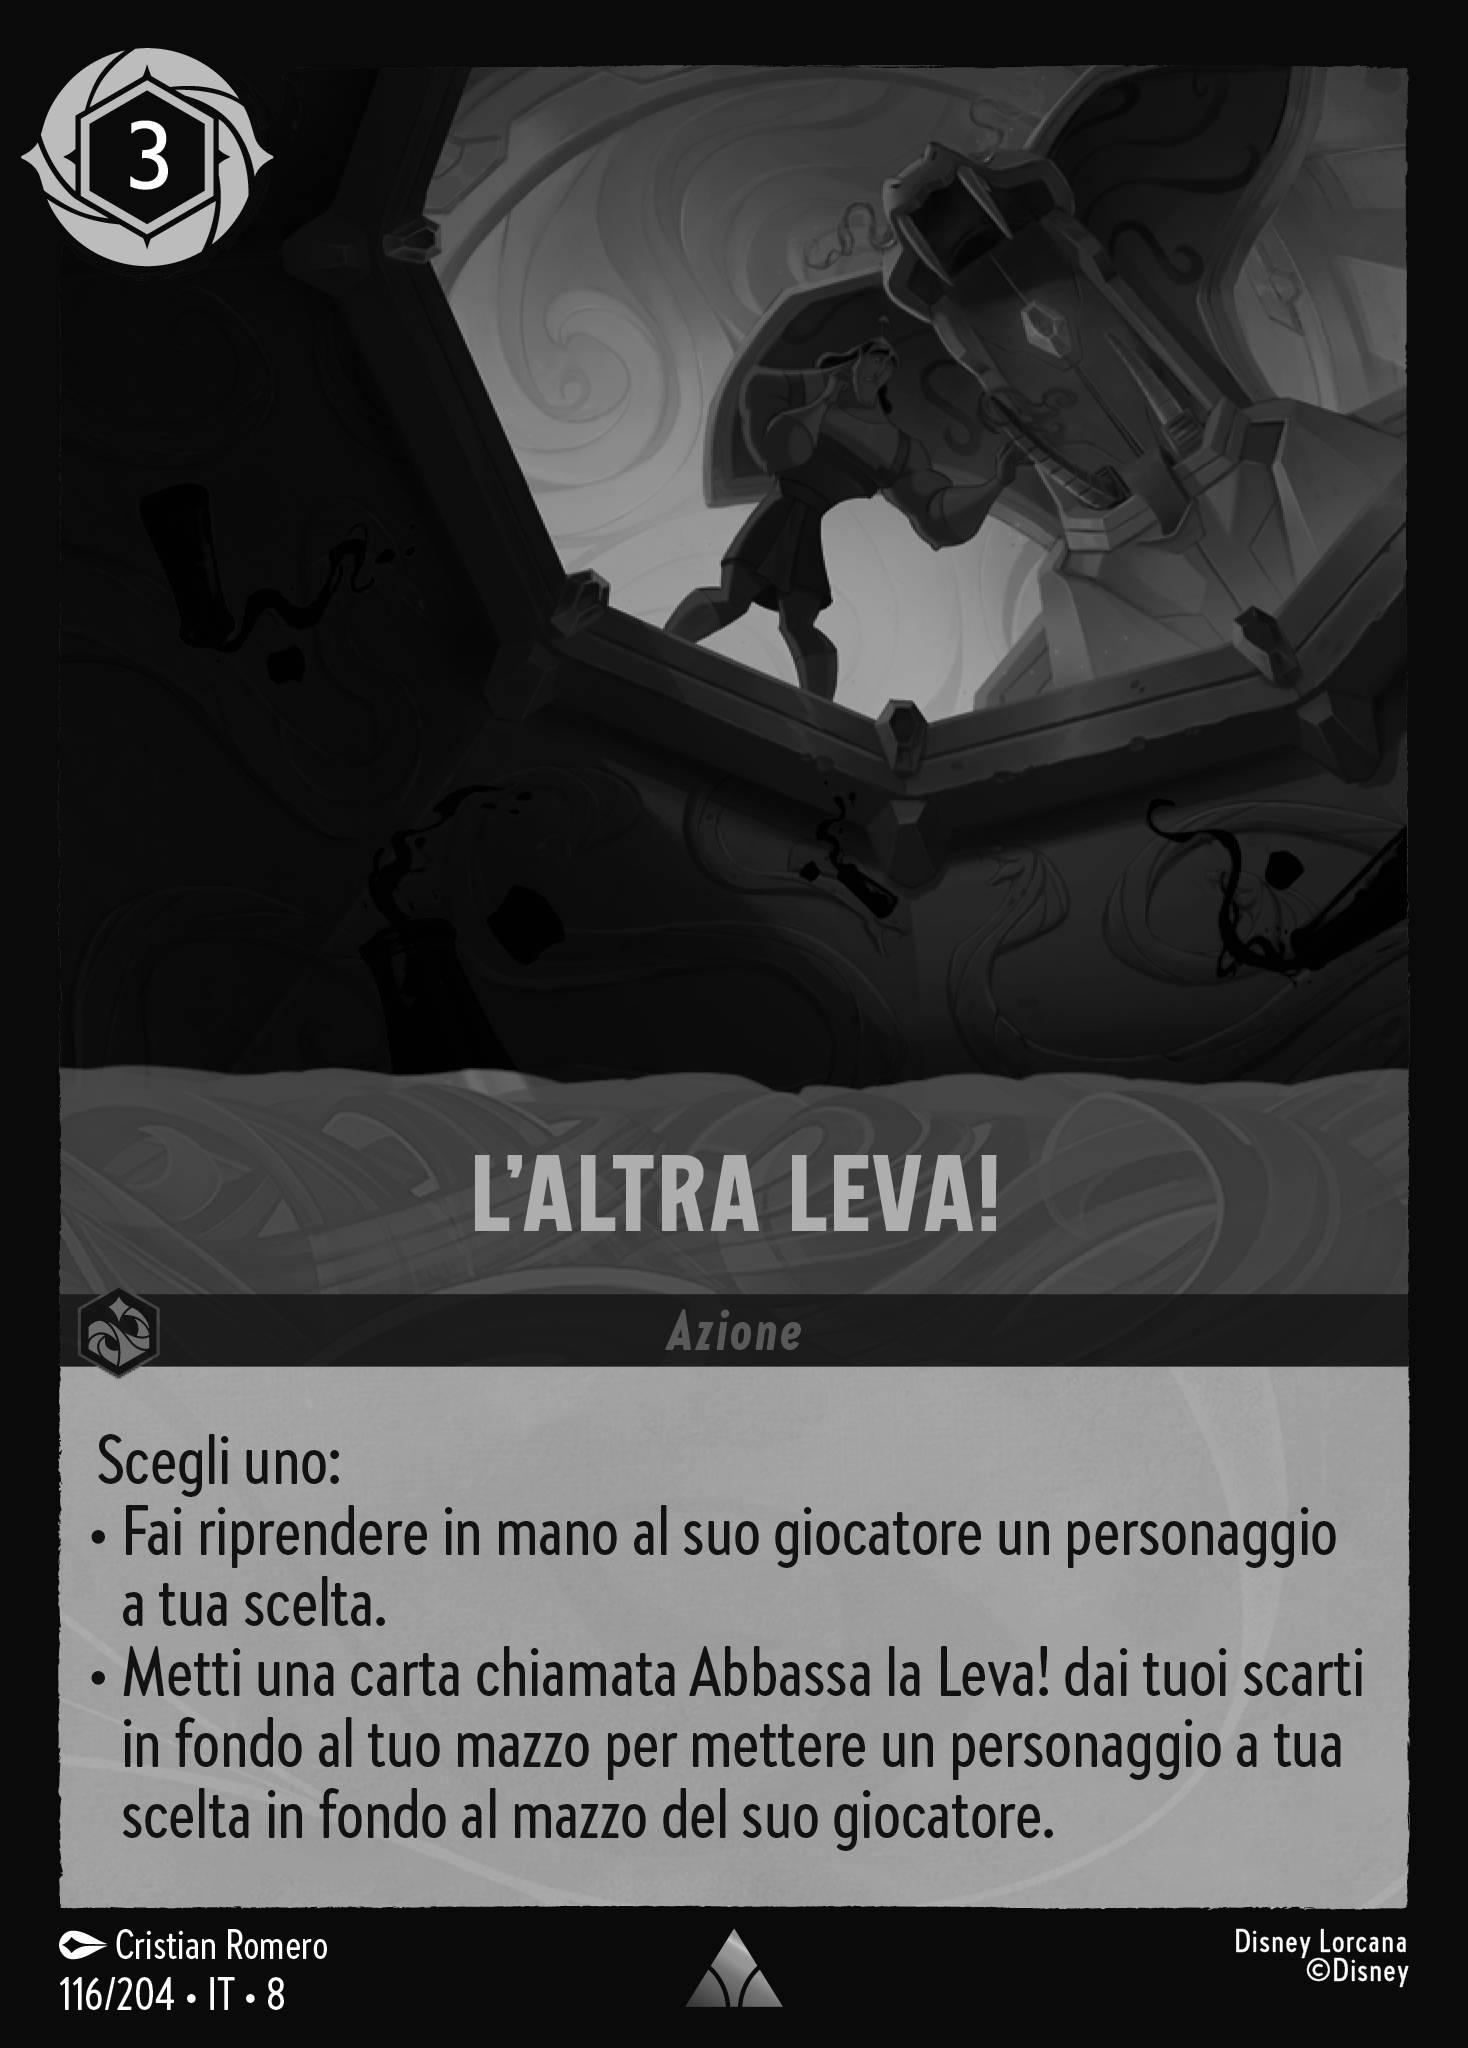 3
L'ALTRA LEVA!
Azione
Scegli uno:
• Fai riprendere in mano al suo giocatore un personaggio
a tua scelta.
• Metti una carta chiamata Abbassa la Leva! dai tuoi scarti
in fondo al tuo mazzo per mettere un personaggio a tua
scelta in fondo al mazzo del suo giocatore.
Cristian Romero
116/204 • IT • 8
Disney Lorcana
©Disney